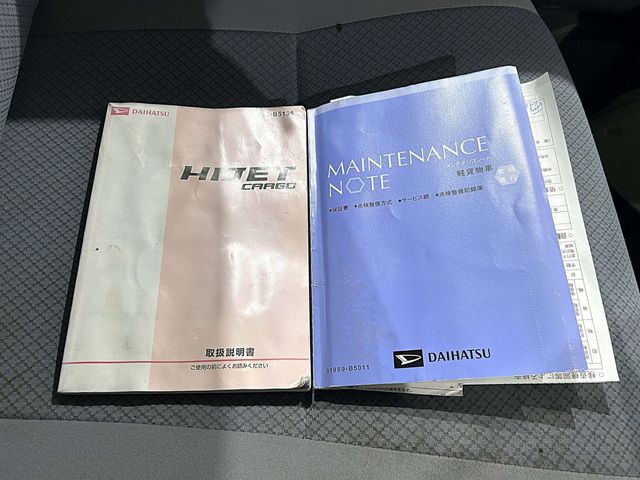 DAIHATSU
-B5136
HIJET
CARGO
取扱説明書
ご使用の前によくお読みください
MAINTENANCE
NOTE
メンテナンスノート
軽貨物車
●保証書 ●点検整備方式 ●サービス網 ●点検整備記録簿
01989-B5011
DAIHATSU